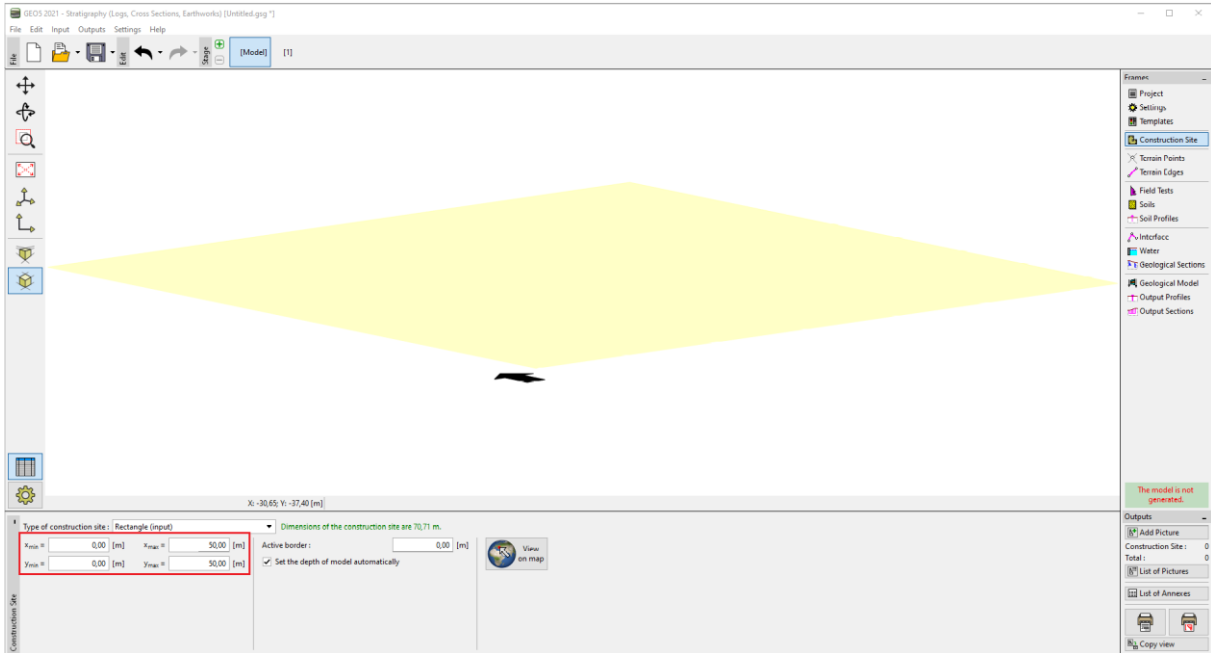 GEO5 2021 - Stratigraphy (Logs, Cross Sections, Earthworks) [Untitled.gsg *]
File Edit Input Outputs Settings Help
File
Edit
Stage
[Model] [1]
Frames
Project
Settings
Templates
Construction Site
Terrain Points
Terrain Edges
Field Tests
Soils
Soil Profiles
Interface
Water
Geological Sections
Geological Model
Output Profiles
Output Sections
X: -30,65; Y: -37,40 [m]
The model is not
generated.
Construction Site
Type of construction site : Rectangle (input) Dimensions of the construction site are 70,71 m.
xmin = 0,00 [m] xmax = 50,00 [m] Active border : 0,00 [m]
ymin = 0,00 [m] ymax = 50,00 [m] Set the depth of model automatically
View
on map
Outputs
Add Picture
Construction Site : 0
Total : 0
List of Pictures
List of Annexes
Copy view